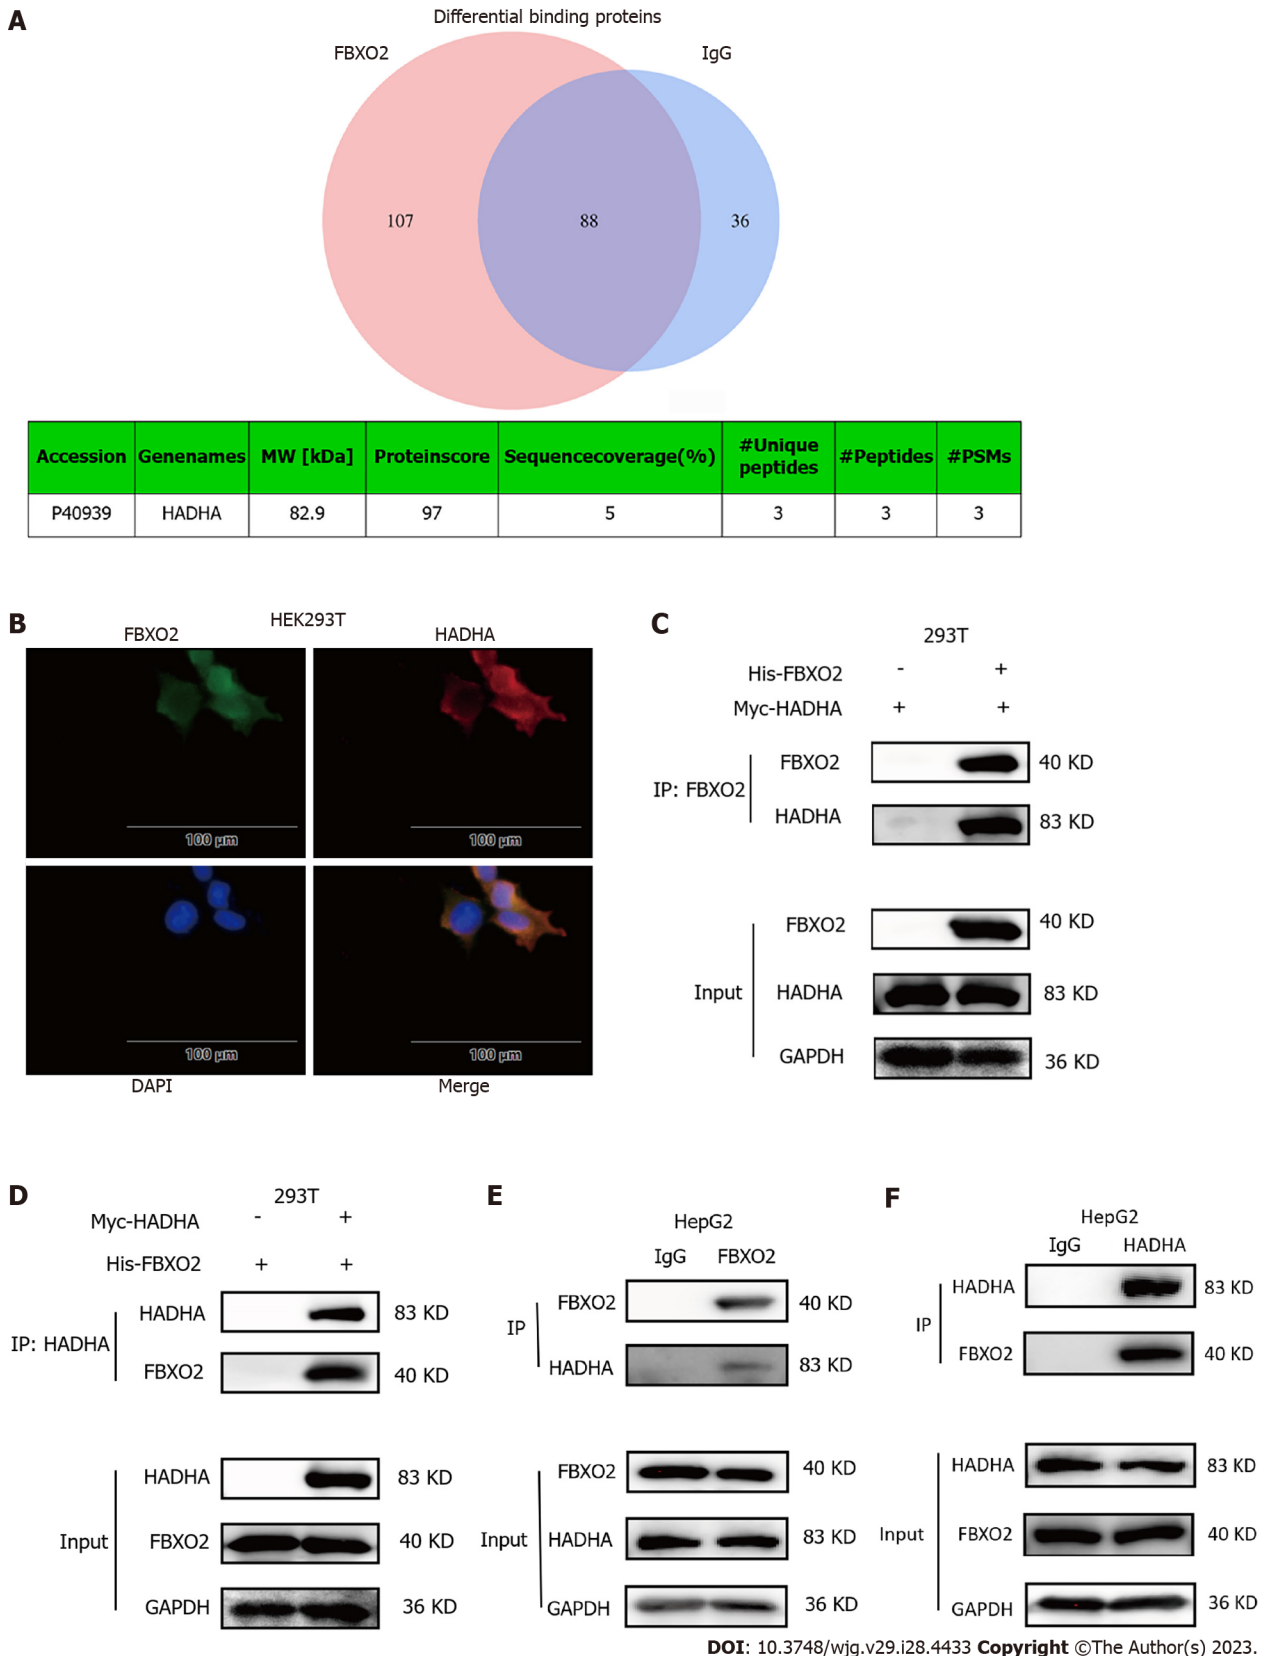 A
Differential binding proteins
FBXO2
IgG
107
88
36
Accession Genenames MW [kDa] Proteinscore Sequencecoverage(%) #Unique peptides #Peptides #PSMs
P40939 HADHA 82.9 97 5 3 3 3
B
HEK293T
FBXO2
HADHA
100 μm
100 μm
100 μm
100 μm
DAPI
Merge
C
293T
His-FBXO2 - +
Myc-HADHA + +
IP: FBXO2
FBXO2 40 KD
HADHA 83 KD
Input
FBXO2 40 KD
HADHA 83 KD
GAPDH 36 KD
D
293T
Myc-HADHA - +
His-FBXO2 + +
IP: HADHA
HADHA 83 KD
FBXO2 40 KD
Input
HADHA 83 KD
FBXO2 40 KD
GAPDH 36 KD
E
HepG2
IgG FBXO2
IP
FBXO2 40 KD
HADHA 83 KD
Input
FBXO2 40 KD
HADHA 83 KD
GAPDH 36 KD
F
HepG2
IgG HADHA
IP
HADHA 83 KD
FBXO2 40 KD
Input
HADHA 83 KD
FBXO2 40 KD
GAPDH 36 KD
DOI: 10.3748/wjg.v29.i28.4433 Copyright ©The Author(s) 2023.